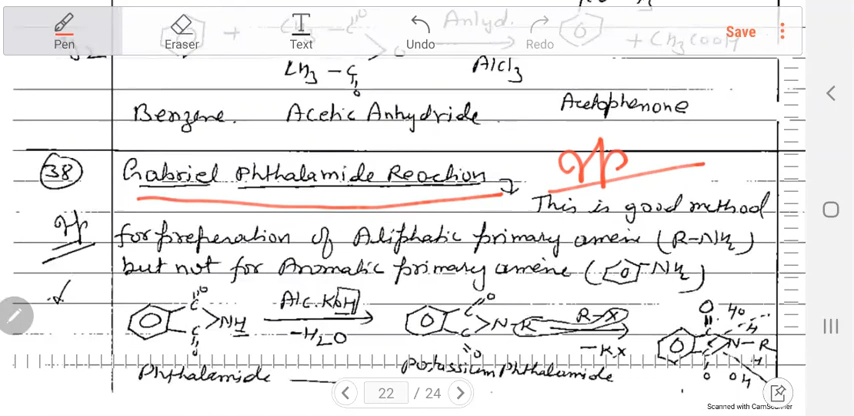 Pen
Eraser
Text
Undo
Redo
Save
+ Anhyd. + CH3COOH
CH3 – C AlCl3
O
Benzene. Acetic Anhydride. Acetophenone
38 Gabriel Phthalamide Reaction →
This is good method
for preperation of Aliphatic primary amine (R–NH2)
but not for Aromatic primary amine ( NH2)
O
C Alc. KOH C R–X
NH –H2O N–K –KX N–R
C C
O O
Phthalamide Potassium Phthalamide
22 / 24
Scanned with CamScanner